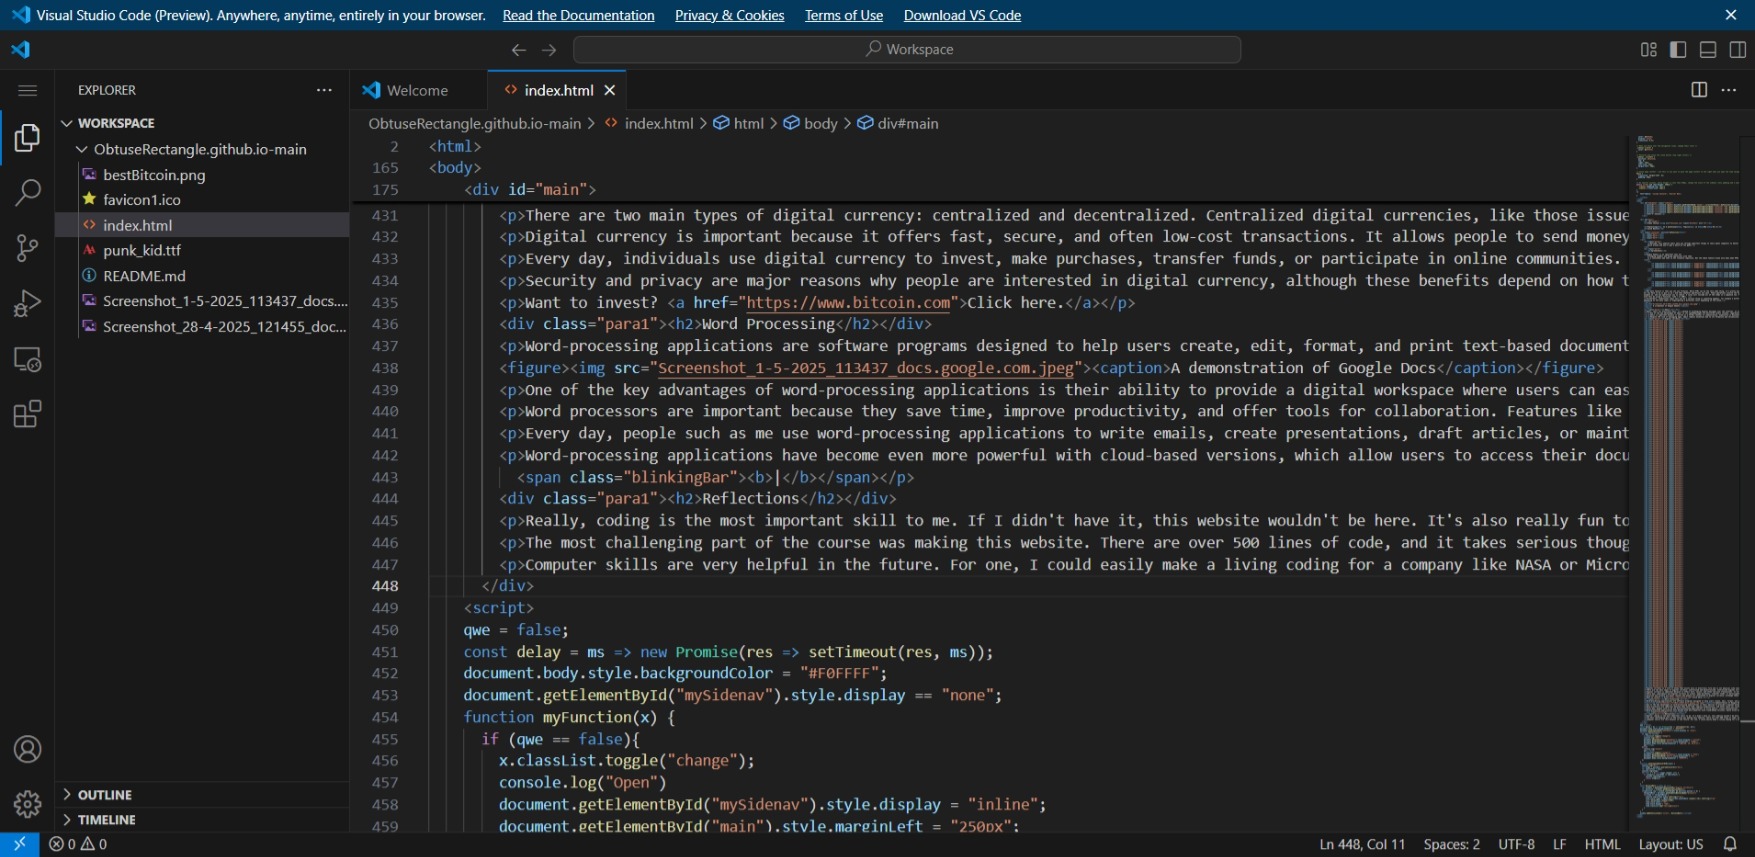 Visual Studio Code (Preview). Anywhere, anytime, entirely in your browser. Read the Documentation Privacy & Cookies Terms of Use Download VS Code
Workspace
EXPLORER
WORKSPACE
ObtuseRectangle.github.io-main
bestBitcoin.png
favicon1.ico
index.html
punk_kid.ttf
README.md
Screenshot_1-5-2025_113437_docs....
Screenshot_28-4-2025_121455_doc...
OUTLINE
TIMELINE
Welcome index.html
ObtuseRectangle.github.io-main > index.html > html > body > div#main
2 <html>
165 <body>
175 <div id="main">
431 <p>There are two main types of digital currency: centralized and decentralized. Centralized digital currencies, like those issue
432 <p>Digital currency is important because it offers fast, secure, and often low-cost transactions. It allows people to send money
433 <p>Every day, individuals use digital currency to invest, make purchases, transfer funds, or participate in online communities.
434 <p>Security and privacy are major reasons why people are interested in digital currency, although these benefits depend on how t
435 <p>Want to invest? <a href="https://www.bitcoin.com">Click here.</a></p>
436 <div class="para1"><h2>Word Processing</h2></div>
437 <p>Word-processing applications are software programs designed to help users create, edit, format, and print text-based document
438 <figure><img src="Screenshot_1-5-2025_113437_docs.google.com.jpeg"><caption>A demonstration of Google Docs</caption></figure>
439 <p>One of the key advantages of word-processing applications is their ability to provide a digital workspace where users can eas
440 <p>Word processors are important because they save time, improve productivity, and offer tools for collaboration. Features like
441 <p>Every day, people such as me use word-processing applications to write emails, create presentations, draft articles, or maint
442 <p>Word-processing applications have become even more powerful with cloud-based versions, which allow users to access their docu
443 <span class="blinkingBar"><b>|</b></span></p>
444 <div class="para1"><h2>Reflections</h2></div>
445 <p>Really, coding is the most important skill to me. If I didn't have it, this website wouldn't be here. It's also really fun to
446 <p>The most challenging part of the course was making this website. There are over 500 lines of code, and it takes serious thoug
447 <p>Computer skills are very helpful in the future. For one, I could easily make a living coding for a company like NASA or Micro
448 </div>
449 <script>
450 qwe = false;
451 const delay = ms => new Promise(res => setTimeout(res, ms));
452 document.body.style.backgroundColor = "#F0FFFF";
453 document.getElementById("mySidenav").style.display == "none";
454 function myFunction(x) {
455 if (qwe == false){
456 x.classList.toggle("change");
457 console.log("Open")
458 document.getElementById("mySidenav").style.display = "inline";
459 document.getElementById("main").style.marginLeft = "250px";
0 0 Ln 448, Col 11 Spaces: 2 UTF-8 LF HTML Layout: US